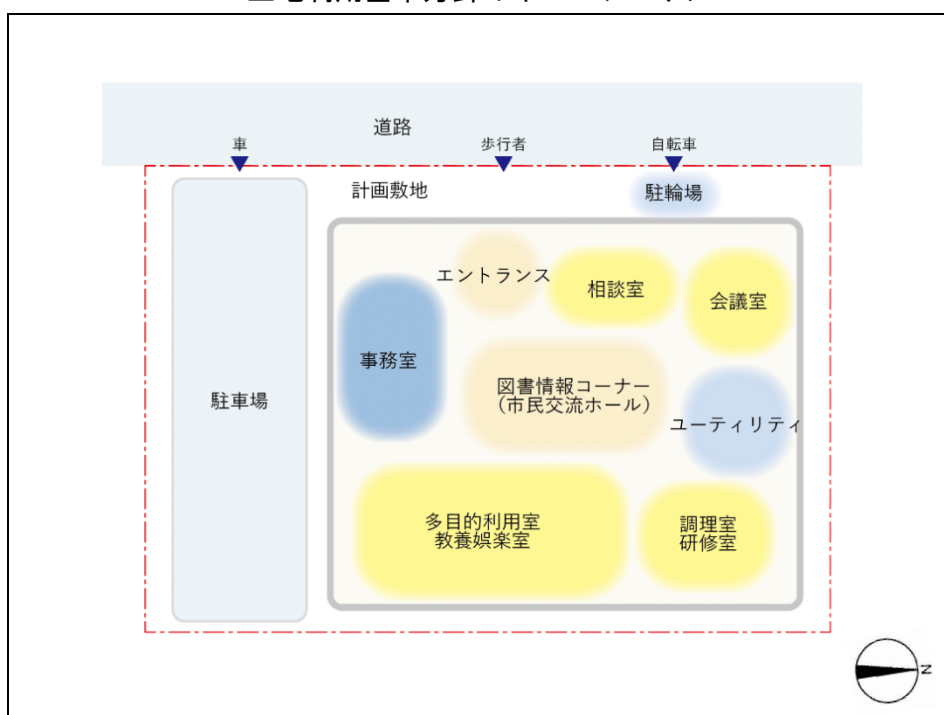 道路
車
歩行者
自転車
計画敷地
駐輪場
エントランス
相談室
会議室
事務室
図書情報コーナー
（市民交流ホール）
駐車場
ユーティリティ
多目的利用室
教養娯楽室
調理室
研修室
N